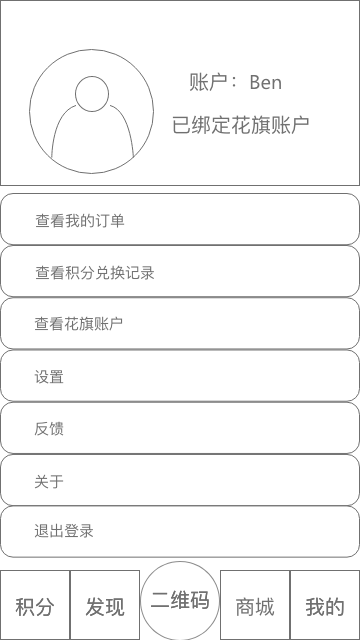 账户：Ben
已绑定花旗账户
查看我的订单
查看积分兑换记录
查看花旗账户
设置
反馈
关于
退出登录
积分
发现
二维码
商城
我的